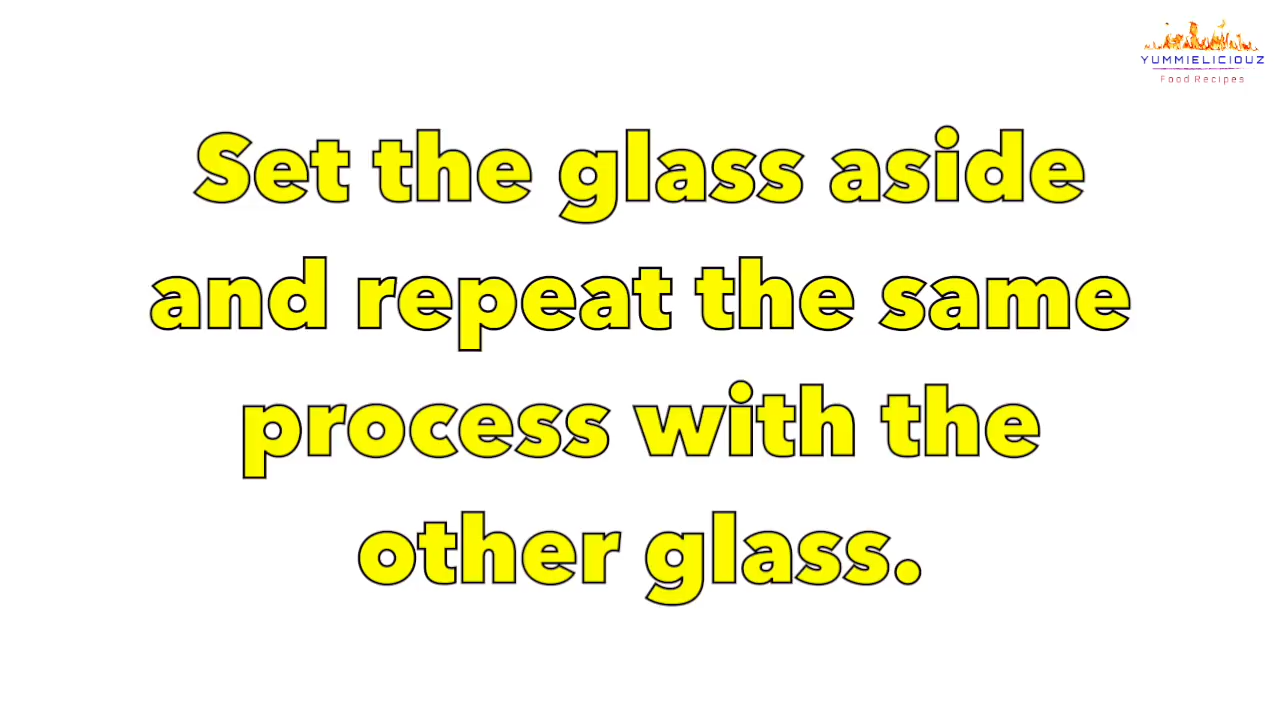 YUMMIELICIOUZ
Food Recipes
Set the glass aside
and repeat the same
process with the
other glass.